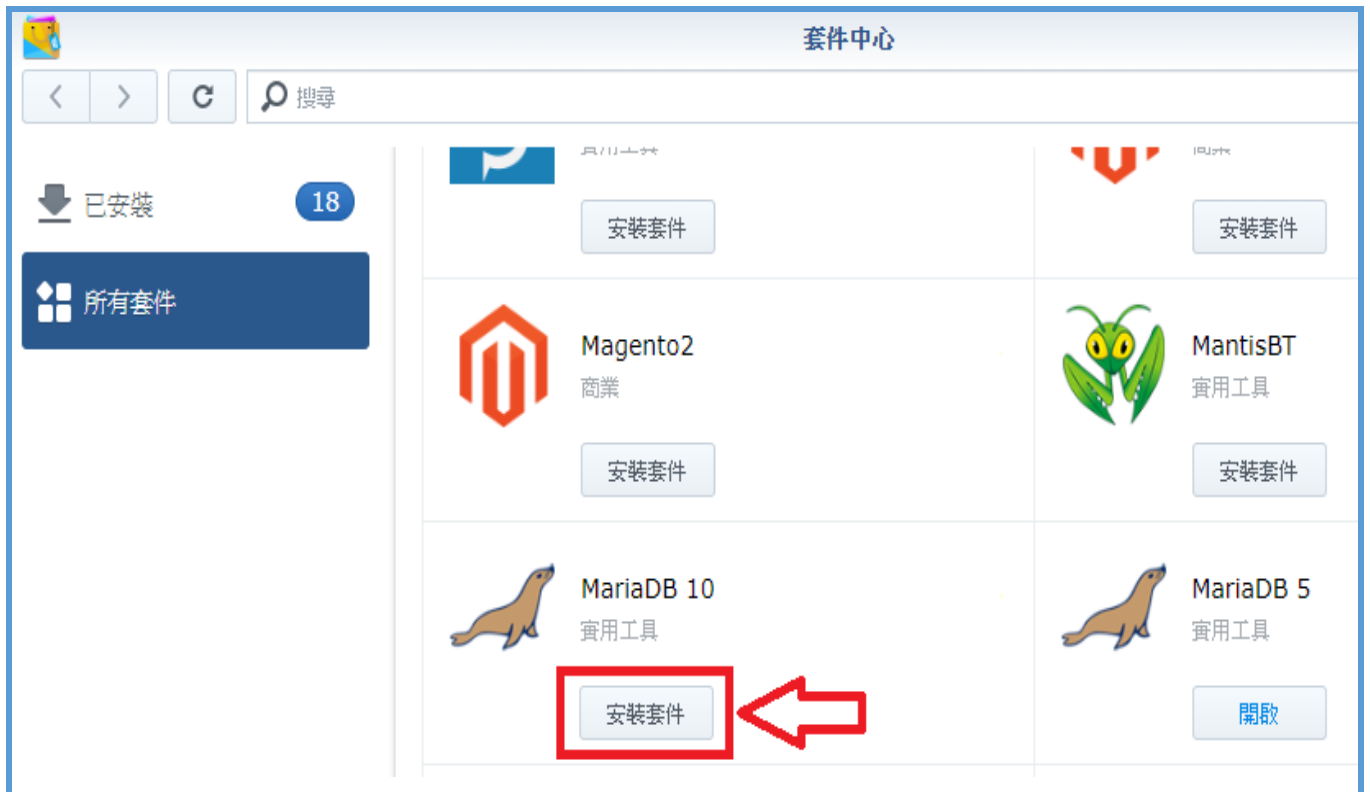 套件中心
搜尋
已安裝 18
所有套件
安裝套件
安裝套件
Magento2
商業
安裝套件
MantisBT
實用工具
安裝套件
MariaDB 10
實用工具
安裝套件
MariaDB 5
實用工具
開啟